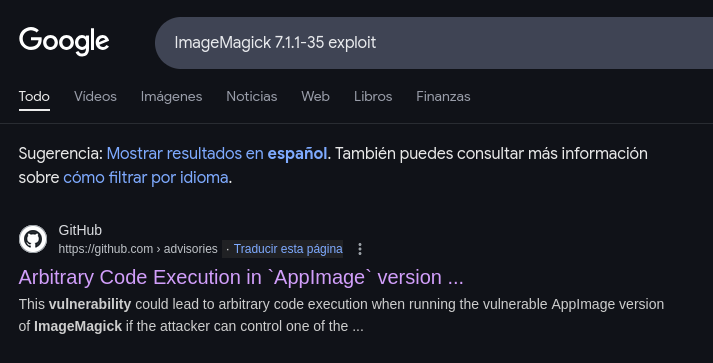 Google
ImageMagick 7.1.1-35 exploit
Todo Vídeos Imágenes Noticias Web Libros Finanzas
Sugerencia: Mostrar resultados en español. También puedes consultar más información
sobre cómo filtrar por idioma.
GitHub
https://github.com › advisories · Traducir esta página
Arbitrary Code Execution in `AppImage` version ...
This vulnerability could lead to arbitrary code execution when running the vulnerable AppImage version
of ImageMagick if the attacker can control one of the ...